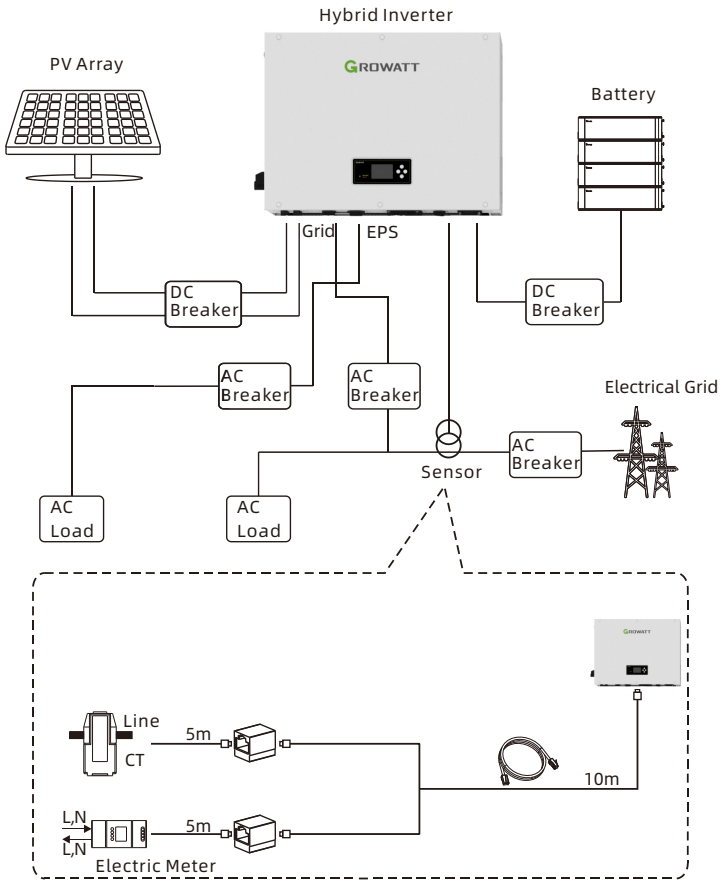 Hybrid Inverter
PV Array
GROWATT
Battery
Grid
EPS
DC
Breaker
DC
Breaker
AC
Breaker
AC
Breaker
Electrical Grid
AC
Breaker
Sensor
AC
Load
AC
Load
GROWATT
Line
5m
CT
10m
L,N
5m
L,N
Electric Meter